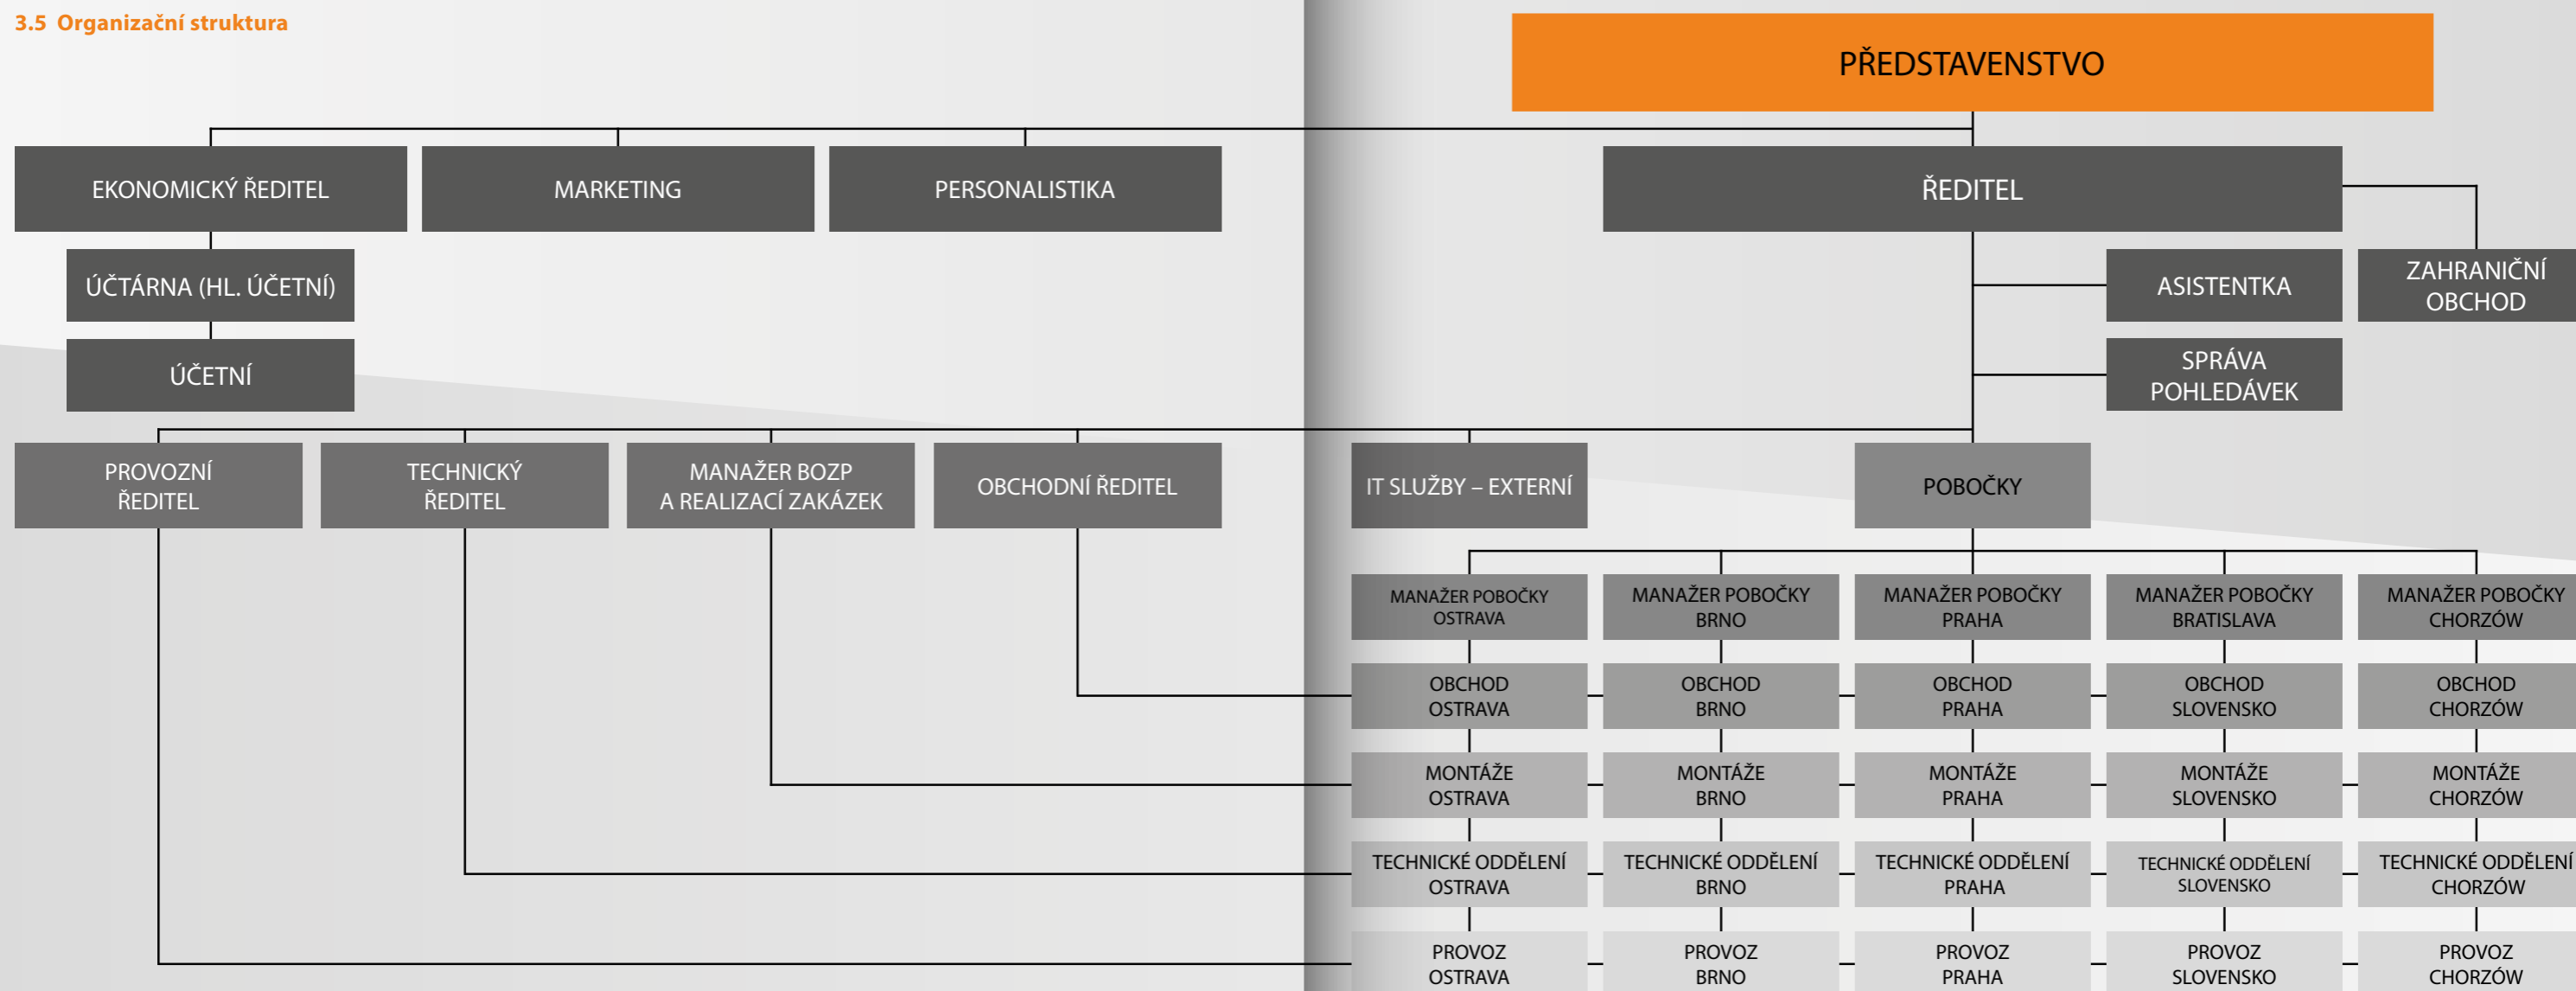 3.5 Organizační struktura
PŘEDSTAVENSTVO
EKONOMICKÝ ŘEDITEL
MARKETING
PERSONALISTIKA
ŘEDITEL
ÚČTÁRNA (HL. ÚČETNÍ)
ASISTENTKA
ZAHRANIČNÍ
OBCHOD
ÚČETNÍ
SPRÁVA
POHLEDÁVEK
PROVOZNÍ
ŘEDITEL
TECHNICKÝ
ŘEDITEL
MANAŽER BOZP
A REALIZACÍ ZAKÁZEK
OBCHODNÍ ŘEDITEL
IT SLUŽBY – EXTERNÍ
POBOČKY
MANAŽER POBOČKY
OSTRAVA
MANAŽER POBOČKY
BRNO
MANAŽER POBOČKY
PRAHA
MANAŽER POBOČKY
BRATISLAVA
MANAŽER POBOČKY
CHORZÓW
OBCHOD
OSTRAVA
OBCHOD
BRNO
OBCHOD
PRAHA
OBCHOD
SLOVENSKO
OBCHOD
CHORZÓW
MONTÁŽE
OSTRAVA
MONTÁŽE
BRNO
MONTÁŽE
PRAHA
MONTÁŽE
SLOVENSKO
MONTÁŽE
CHORZÓW
TECHNICKÉ ODDĚLENÍ
OSTRAVA
TECHNICKÉ ODDĚLENÍ
BRNO
TECHNICKÉ ODDĚLENÍ
PRAHA
TECHNICKÉ ODDĚLENÍ
SLOVENSKO
TECHNICKÉ ODDĚLENÍ
CHORZÓW
PROVOZ
OSTRAVA
PROVOZ
BRNO
PROVOZ
PRAHA
PROVOZ
SLOVENSKO
PROVOZ
CHORZÓW